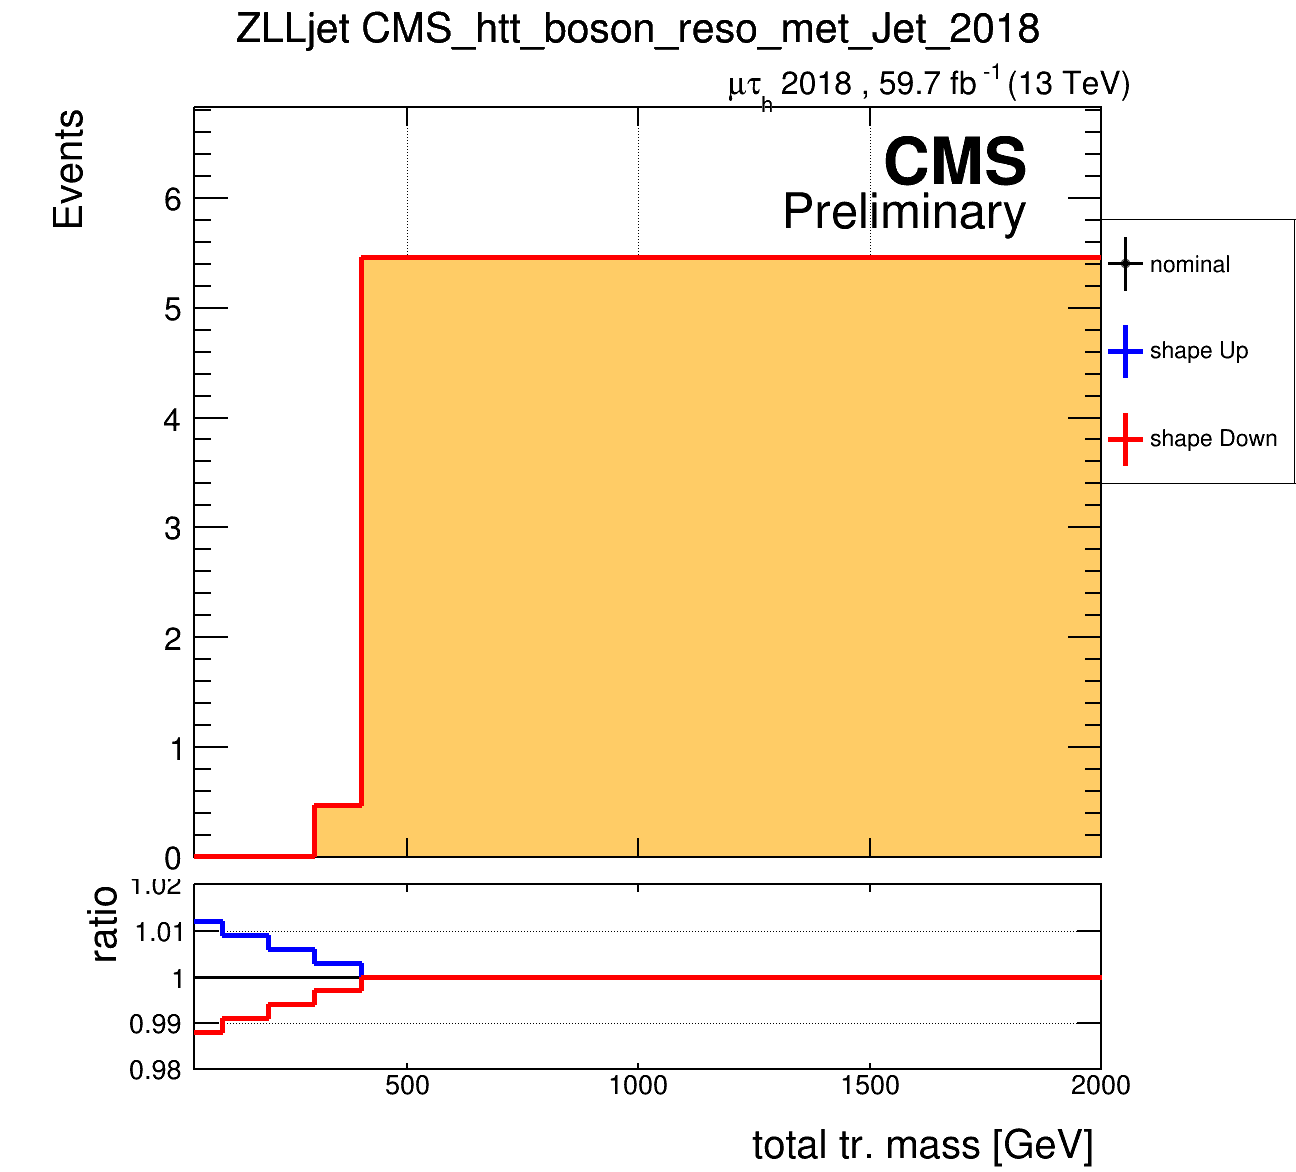 ZLLjet CMS_htt_boson_reso_met_Jet_2018
μτh 2018 , 59.7 fb-1 (13 TeV)
Events
CMS
Preliminary
6
5
4
3
2
1
0
nominal
shape Up
shape Down
ratio
1.02
1.01
1
0.99
0.98
500
1000
1500
2000
total tr. mass [GeV]